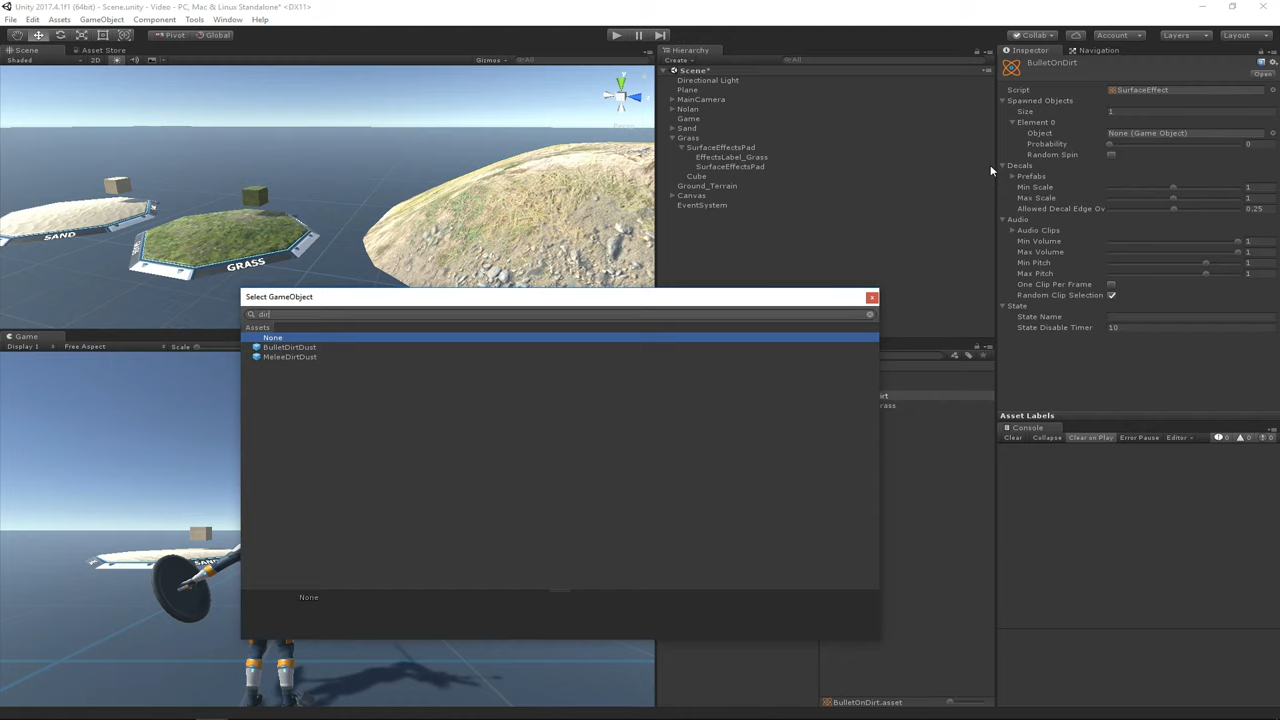 Unity 2017.4.1f1 (64bit) - Scene.unity - Video - PC, Mac & Linux Standalone* <DX11>
File Edit Assets GameObject Component Tools Window Help
Pivot Global Collab Account Layers Layout
Scene Asset Store
Shaded 2D Gizmos All
SAND
GRASS
Hierarchy
Create All
Scene*
Directional Light
Plane
MainCamera
Nolan
Game
Sand
Grass
SurfaceEffectsPad
EffectsLabel_Grass
SurfaceEffectsPad
Cube
Ground_Terrain
Canvas
EventSystem
Inspector Navigation
BulletOnDirt
Open
Script SurfaceEffect
Spawned Objects
Size 1
Element 0
Object None (Game Object)
Probability 0
Random Spin
Decals
Prefabs
Min Scale 1
Max Scale 1
Allowed Decal Edge Ov 0.25
Audio
Audio Clips
Min Volume 1
Max Volume 1
Min Pitch 1
Max Pitch 1
One Clip Per Frame
Random Clip Selection
State
State Name
State Disable Timer 10
Asset Labels
Console
Clear Collapse Clear on Play Error Pause Editor 0 0 0
Select GameObject
dir
Assets
None
BulletDirtDust
MeleeDirtDust
None
Game
Display 1 Free Aspect Scale
irt
rass
BulletOnDirt.asset